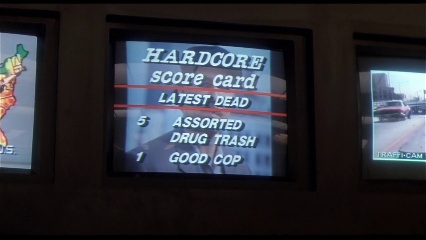 HARDCORE
score card
LATEST DEAD
5 ASSORTED
DRUG TRASH
1 GOOD COP
TRAFFI-CAM